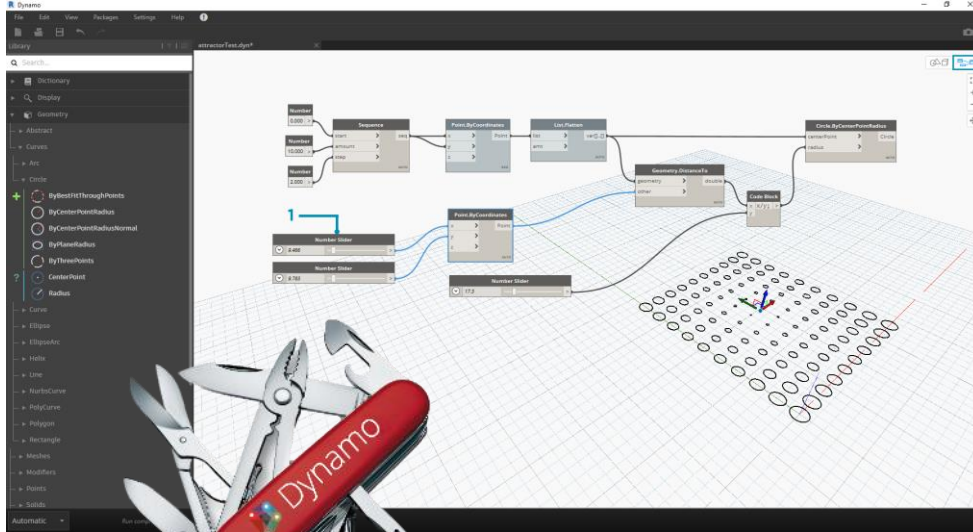 Dynamo
File Edit View Packages Settings Help
Library
attractorTest.dyn*
Search...
Dictionary
Display
Geometry
Abstract
Curves
Arc
Circle
ByBestFitThroughPoints
ByCenterPointRadius
ByCenterPointRadiusNormal
ByPlaneRadius
ByThreePoints
CenterPoint
Radius
Curve
Ellipse
EllipseArc
Helix
Line
NurbsCurve
PolyCurve
Polygon
Rectangle
Meshes
Modifiers
Points
Solids
Automatic
Number
0.000
Number
10.000
Number
2.000
Sequence
start seq
amount
step
Point.ByCoordinates
x Point
y
z
List.Flatten
list var[]..[]
amt
Circle.ByCenterPointRadius
centerPoint Circle
radius
Geometry.DistanceTo
geometry double
other
Code Block
x x/y;
y
1
Number Slider
Number Slider
Point.ByCoordinates
x Point
y
z
Number Slider
17.2
Dynamo